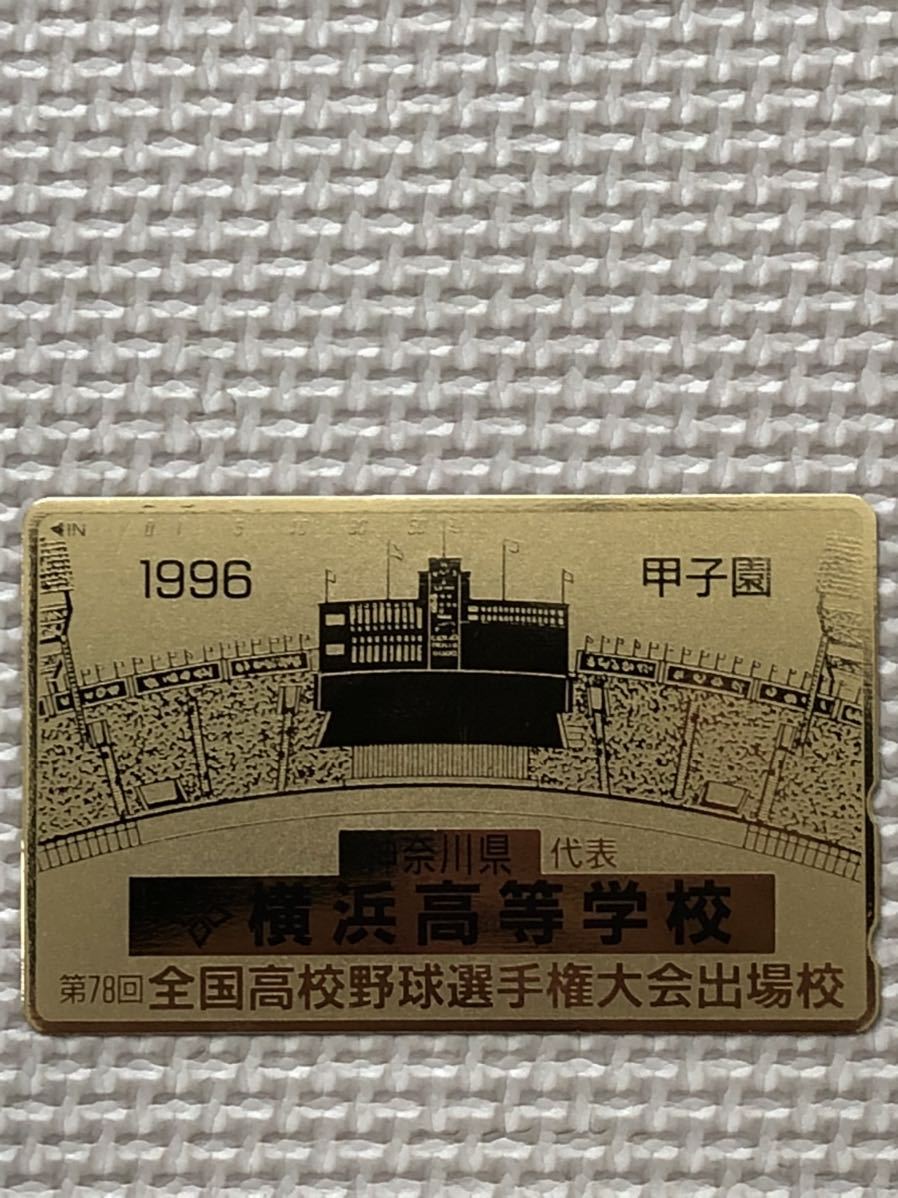 ◀IN
1996 甲子園
神奈川県 代表
横浜高等学校
第78回 全国高校野球選手権大会出場校